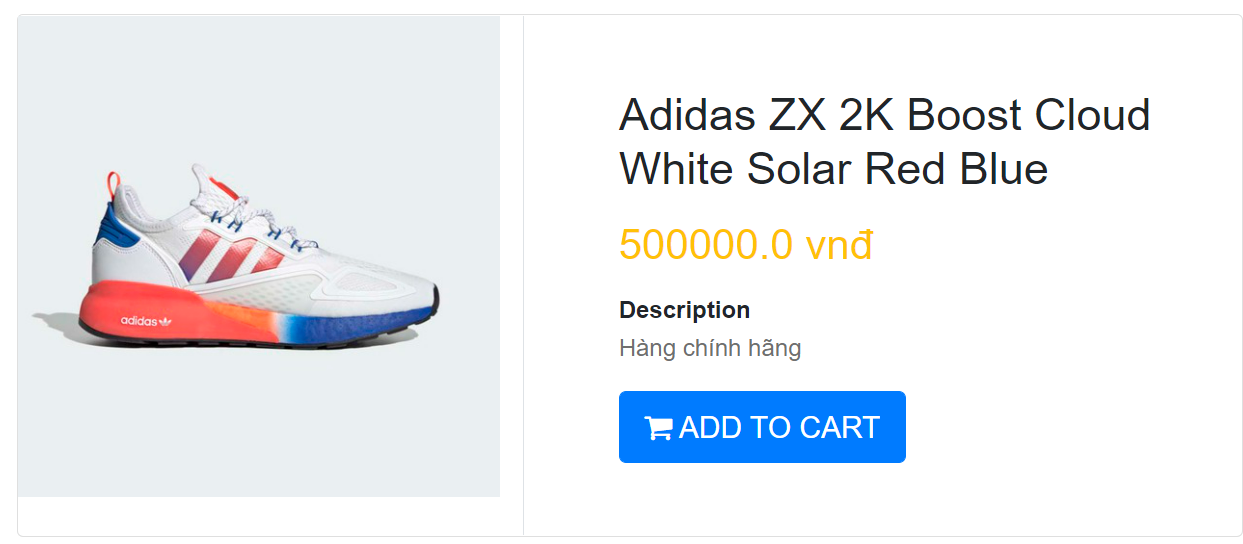 adidas
Adidas ZX 2K Boost Cloud
White Solar Red Blue
500000.0 vnđ
Description
Hàng chính hãng
ADD TO CART